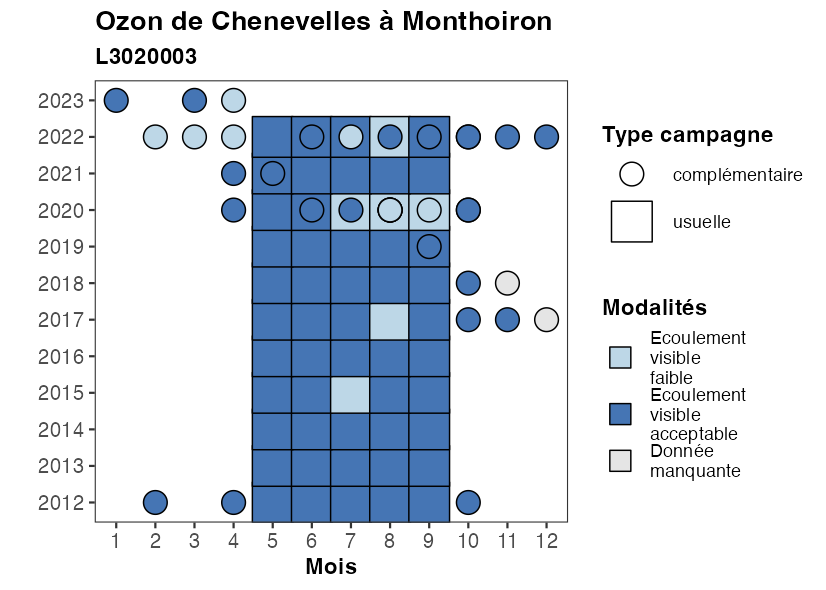 Ozon de Chenevelles à Monthoiron
L3020003
2023
2022
2021
2020
2019
2018
2017
2016
2015
2014
2013
2012
1 2 3 4 5 6 7 8 9 10 11 12
Mois
Type campagne
complémentaire
usuelle
Modalités
Ecoulement
visible
faible
Ecoulement
visible
acceptable
Donnée
manquante